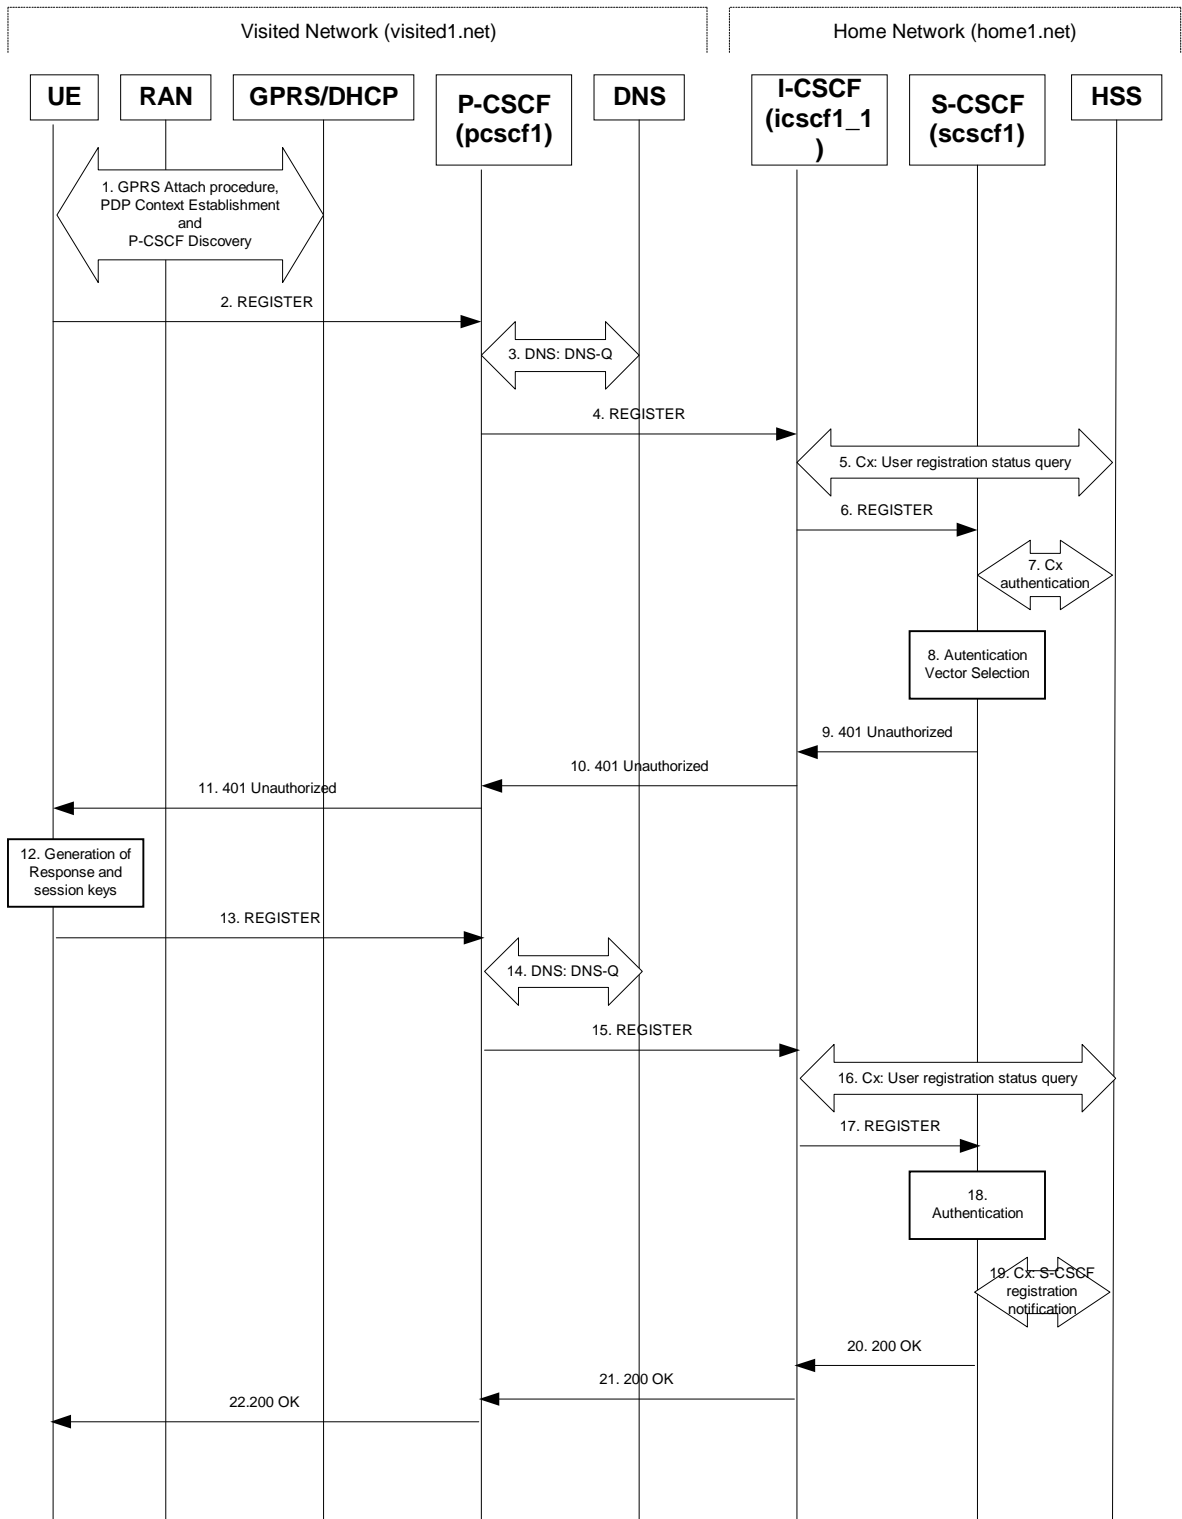 Visited Network (visited1.net)
Home Network (home1.net)
UE
RAN
GPRS/DHCP
P-CSCF
(pcscf1)
DNS
I-CSCF
(icscf1_1
)
S-CSCF
(scscf1)
HSS
1. GPRS Attach procedure,
PDP Context Establishment
and
P-CSCF Discovery
2. REGISTER
3. DNS: DNS-Q
4. REGISTER
5. Cx: User registration status query
6. REGISTER
7. Cx
authentication
8. Autentication
Vector Selection
9. 401 Unauthorized
10. 401 Unauthorized
11. 401 Unauthorized
12. Generation of
Response and
session keys
13. REGISTER
14. DNS: DNS-Q
15. REGISTER
16. Cx: User registration status query
17. REGISTER
18.
Authentication
19. Cx: S-CSCF
registration
notification
20. 200 OK
21. 200 OK
22.200 OK